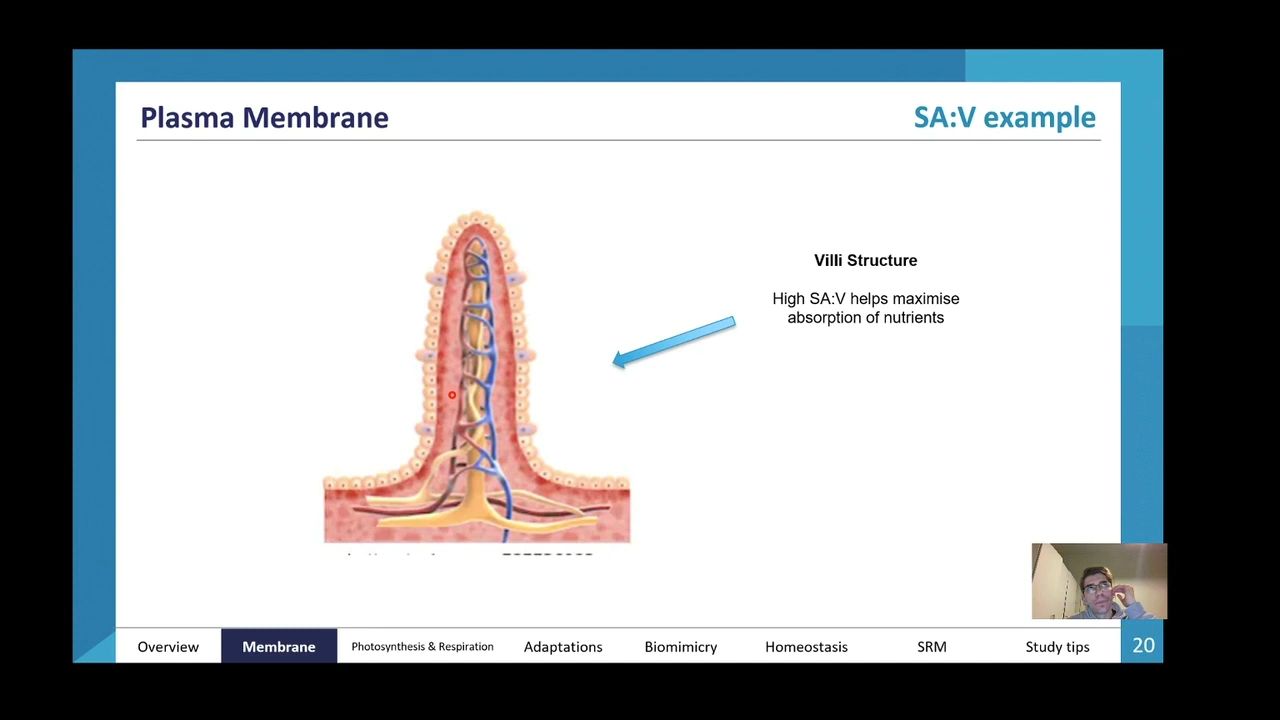 Plasma Membrane
SA:V example
Villi Structure
High SA:V helps maximise
absorption of nutrients
Overview
Membrane
Photosynthesis & Respiration
Adaptations
Biomimicry
Homeostasis
SRM
Study tips
20